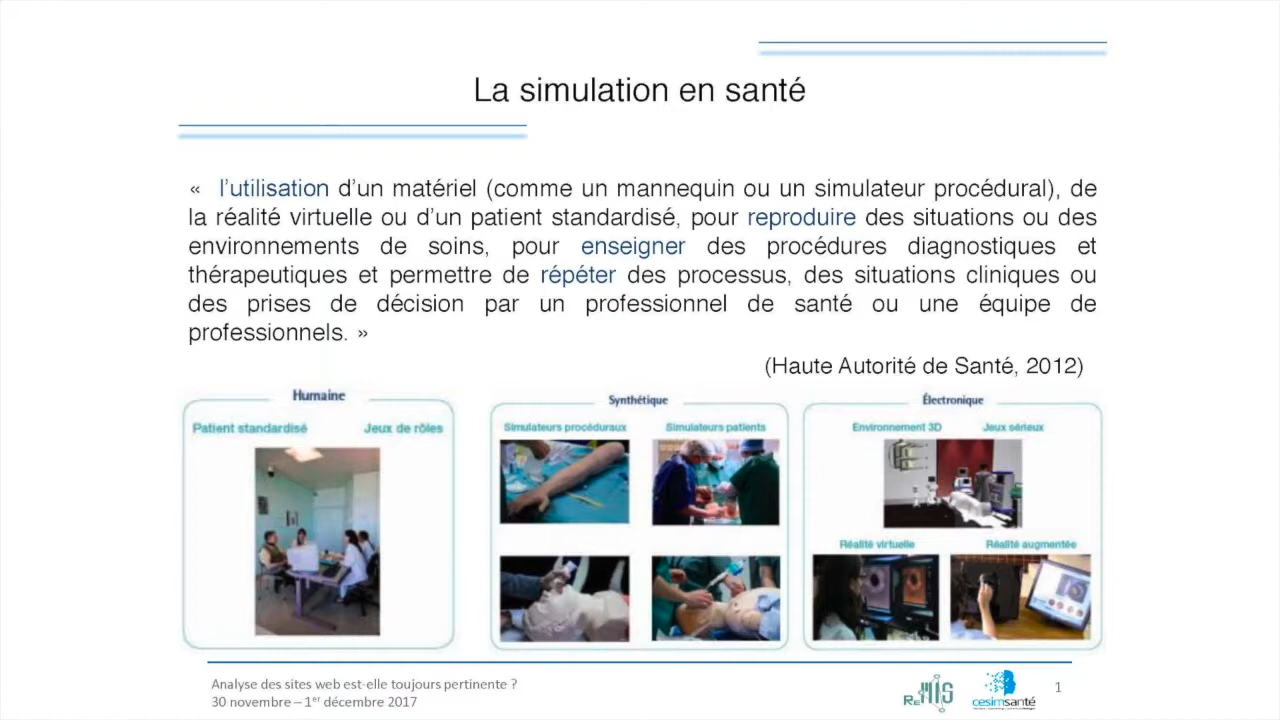 La simulation en santé
« l’utilisation d’un matériel (comme un mannequin ou un simulateur procédural), de
la réalité virtuelle ou d’un patient standardisé, pour reproduire des situations ou des
environnements de soins, pour enseigner des procédures diagnostiques et
thérapeutiques et permettre de répéter des processus, des situations cliniques ou
des prises de décision par un professionnel de santé ou une équipe de
professionnels. »
(Haute Autorité de Santé, 2012)
Humaine
Patient standardisé Jeux de rôles
Synthétique
Simulateurs procéduraux Simulateurs patients
Électronique
Environnement 3D Jeux sérieux
Réalité virtuelle Réalité augmentée
Analyse des sites web est-elle toujours pertinente ?
30 novembre – 1er décembre 2017
ReMIS
cesimsanté
1